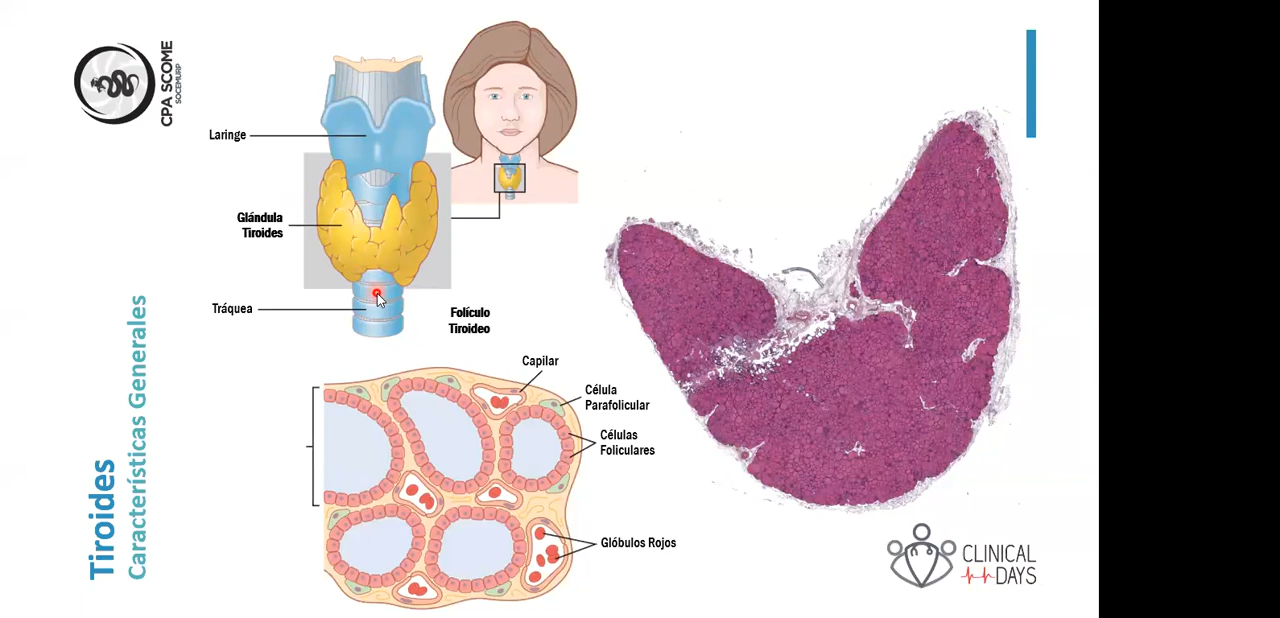 CPA SCOME
SOCEMURP
Tiroides
Características Generales
Laringe
Glándula
Tiroides
Tráquea
Folículo
Tiroideo
Capilar
Célula
Parafolicular
Células
Foliculares
Glóbulos Rojos
CLINICAL
DAYS